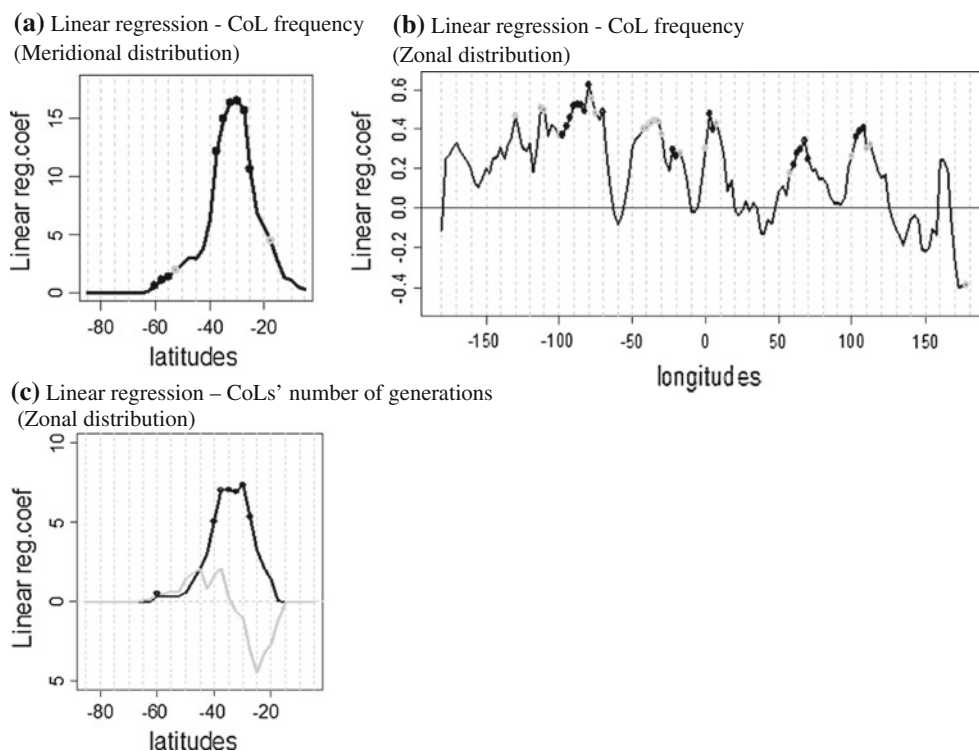 (a) Linear regression - CoL frequency
(Meridional distribution)
Linear reg.coef
0 5 10 15
-80 -60 -40 -20
latitudes
(b) Linear regression - CoL frequency
(Zonal distribution)
Linear reg.coef
-0.4 -0.2 0.0 0.2 0.4 0.6
-150 -100 -50 0 50 100 150
longitudes
(c) Linear regression – CoLs’ number of generations
(Zonal distribution)
Linear reg.coef
5 0 5 10
-80 -60 -40 -20
latitudes